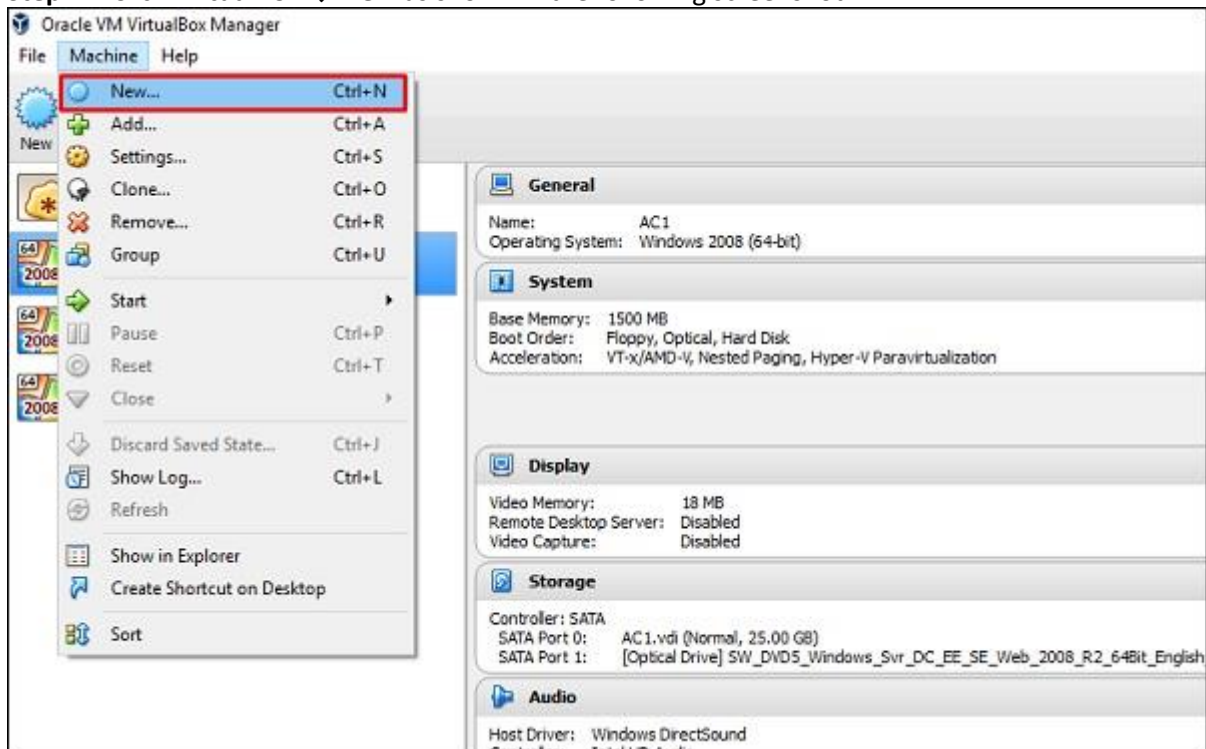 Oracle VM VirtualBox Manager
File Machine Help
New
New... Ctrl+N
Add... Ctrl+A
Settings... Ctrl+S
Clone... Ctrl+O
Remove... Ctrl+R
Group Ctrl+U
Start
Pause Ctrl+P
Reset Ctrl+T
Close
Discard Saved State... Ctrl+J
Show Log... Ctrl+L
Refresh
Show in Explorer
Create Shortcut on Desktop
Sort
64
2008
64
2008
64
2008
General
Name: AC1
Operating System: Windows 2008 (64-bit)
System
Base Memory: 1500 MB
Boot Order: Floppy, Optical, Hard Disk
Acceleration: VT-x/AMD-V, Nested Paging, Hyper-V Paravirtualization
Display
Video Memory: 18 MB
Remote Desktop Server: Disabled
Video Capture: Disabled
Storage
Controller: SATA
SATA Port 0: AC1.vdi (Normal, 25.00 GB)
SATA Port 1: [Optical Drive] SW_DVD5_Windows_Svr_DC_EE_SE_Web_2008_R2_64Bit_English
Audio
Host Driver: Windows DirectSound